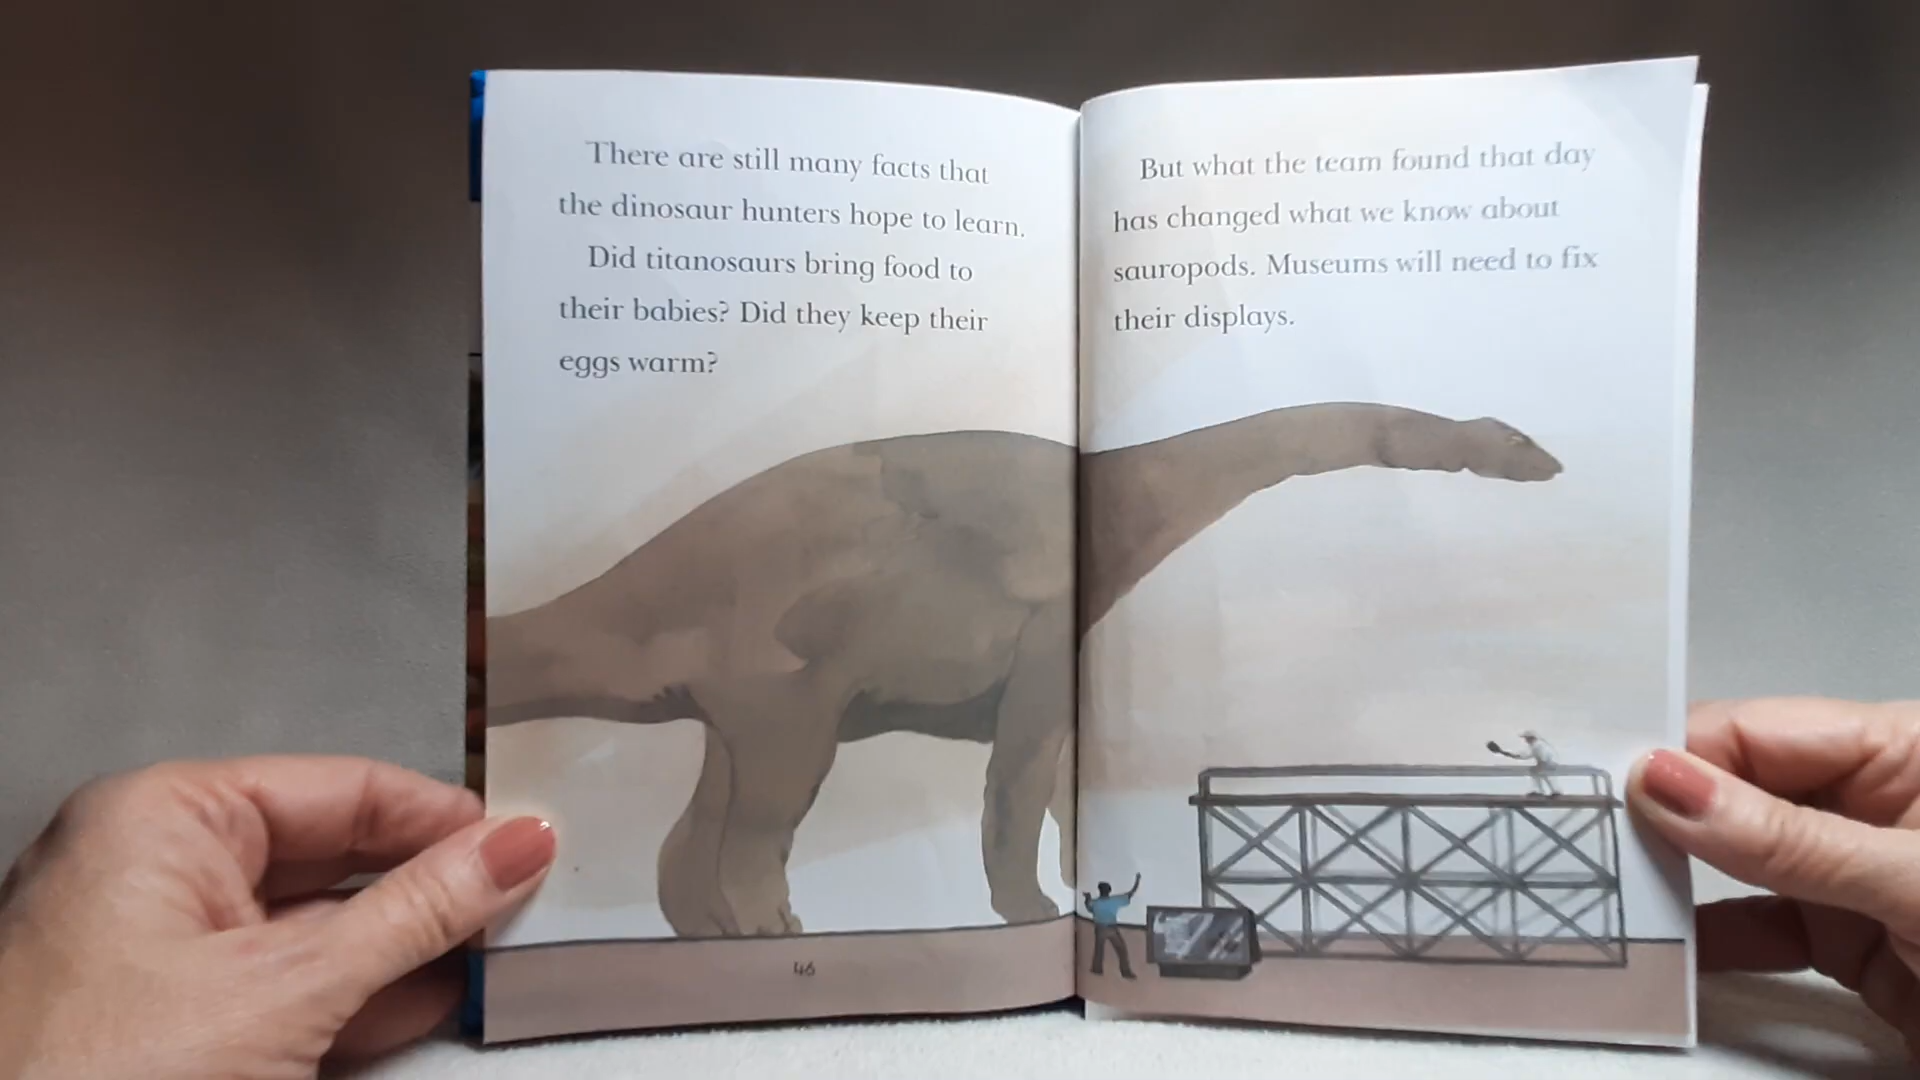 There are still many facts that
the dinosaur hunters hope to learn.
Did titanosaurs bring food to
their babies? Did they keep their
eggs warm?
46
But what the team found that day
has changed what we know about
sauropods. Museums will need to fix
their displays.